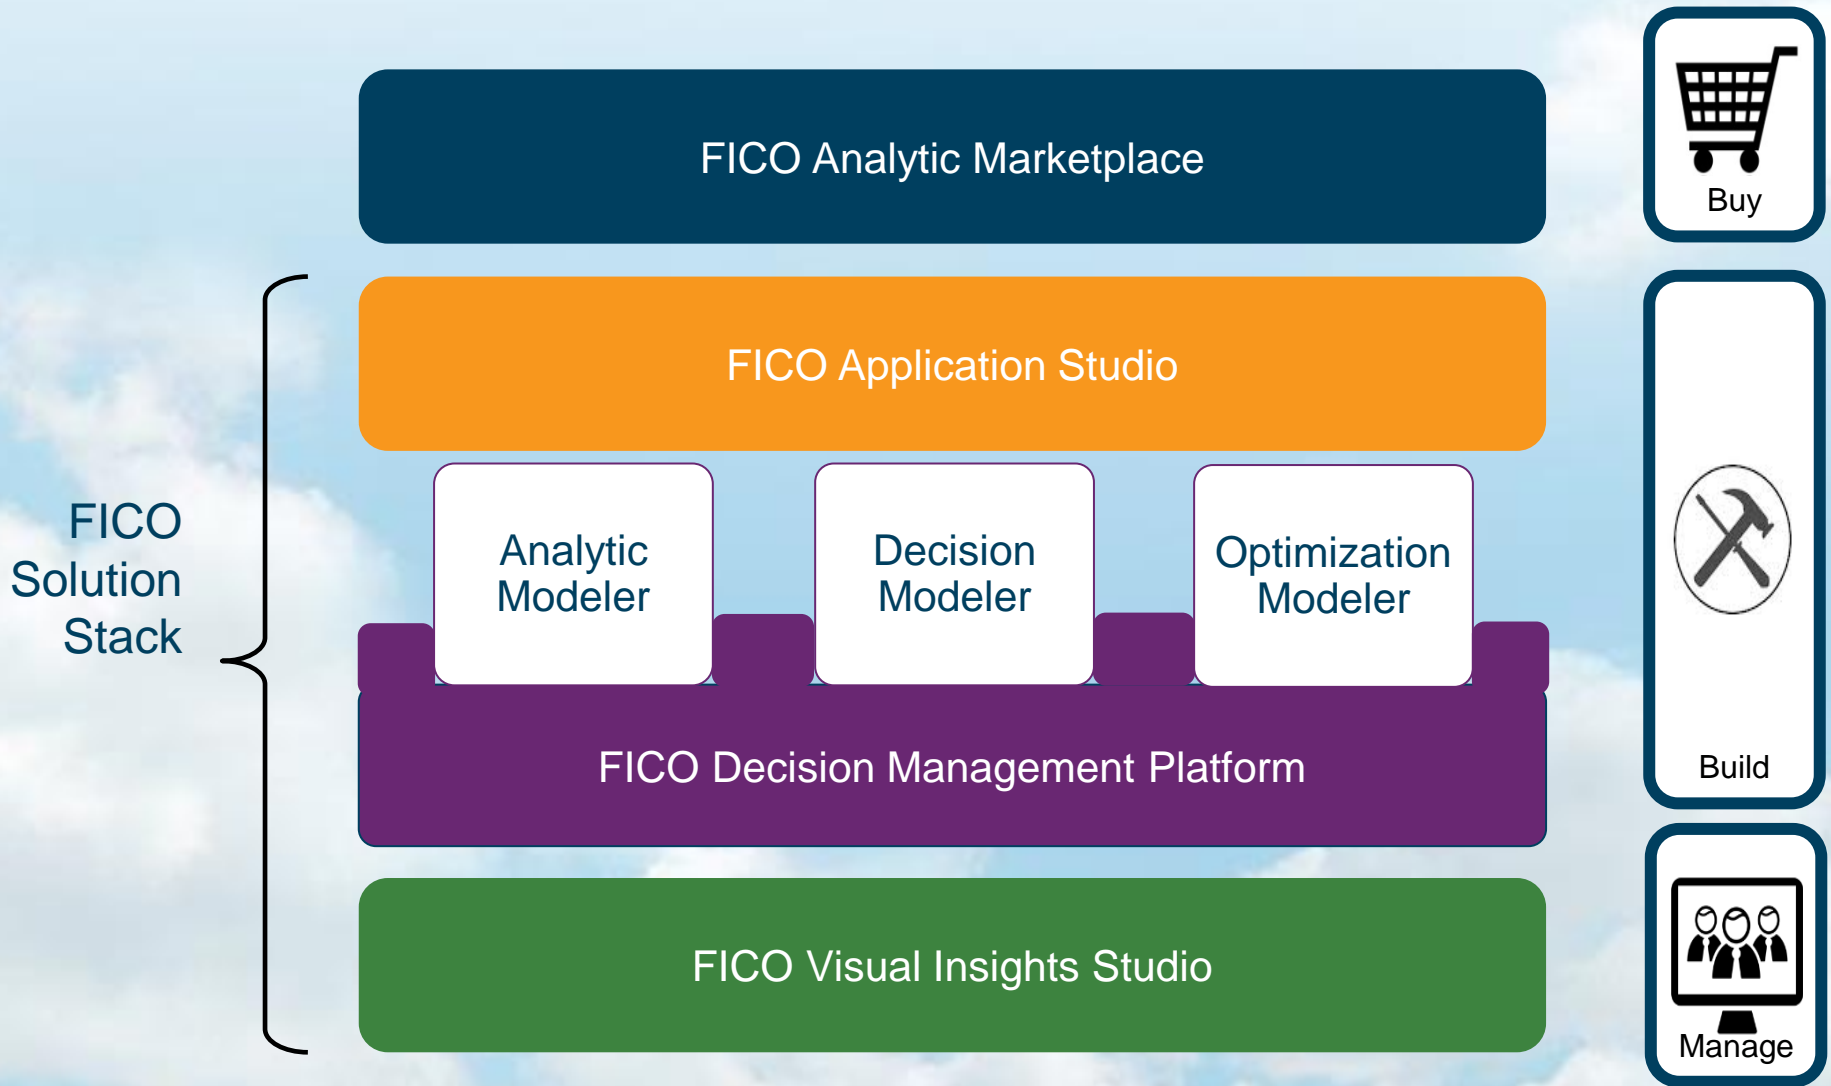 FICO Analytic Marketplace
Buy
FICO Application Studio
FICO
Solution
Stack
Analytic
Modeler
Decision
Modeler
Optimization
Modeler
FICO Decision Management Platform
Build
FICO Visual Insights Studio
Manage